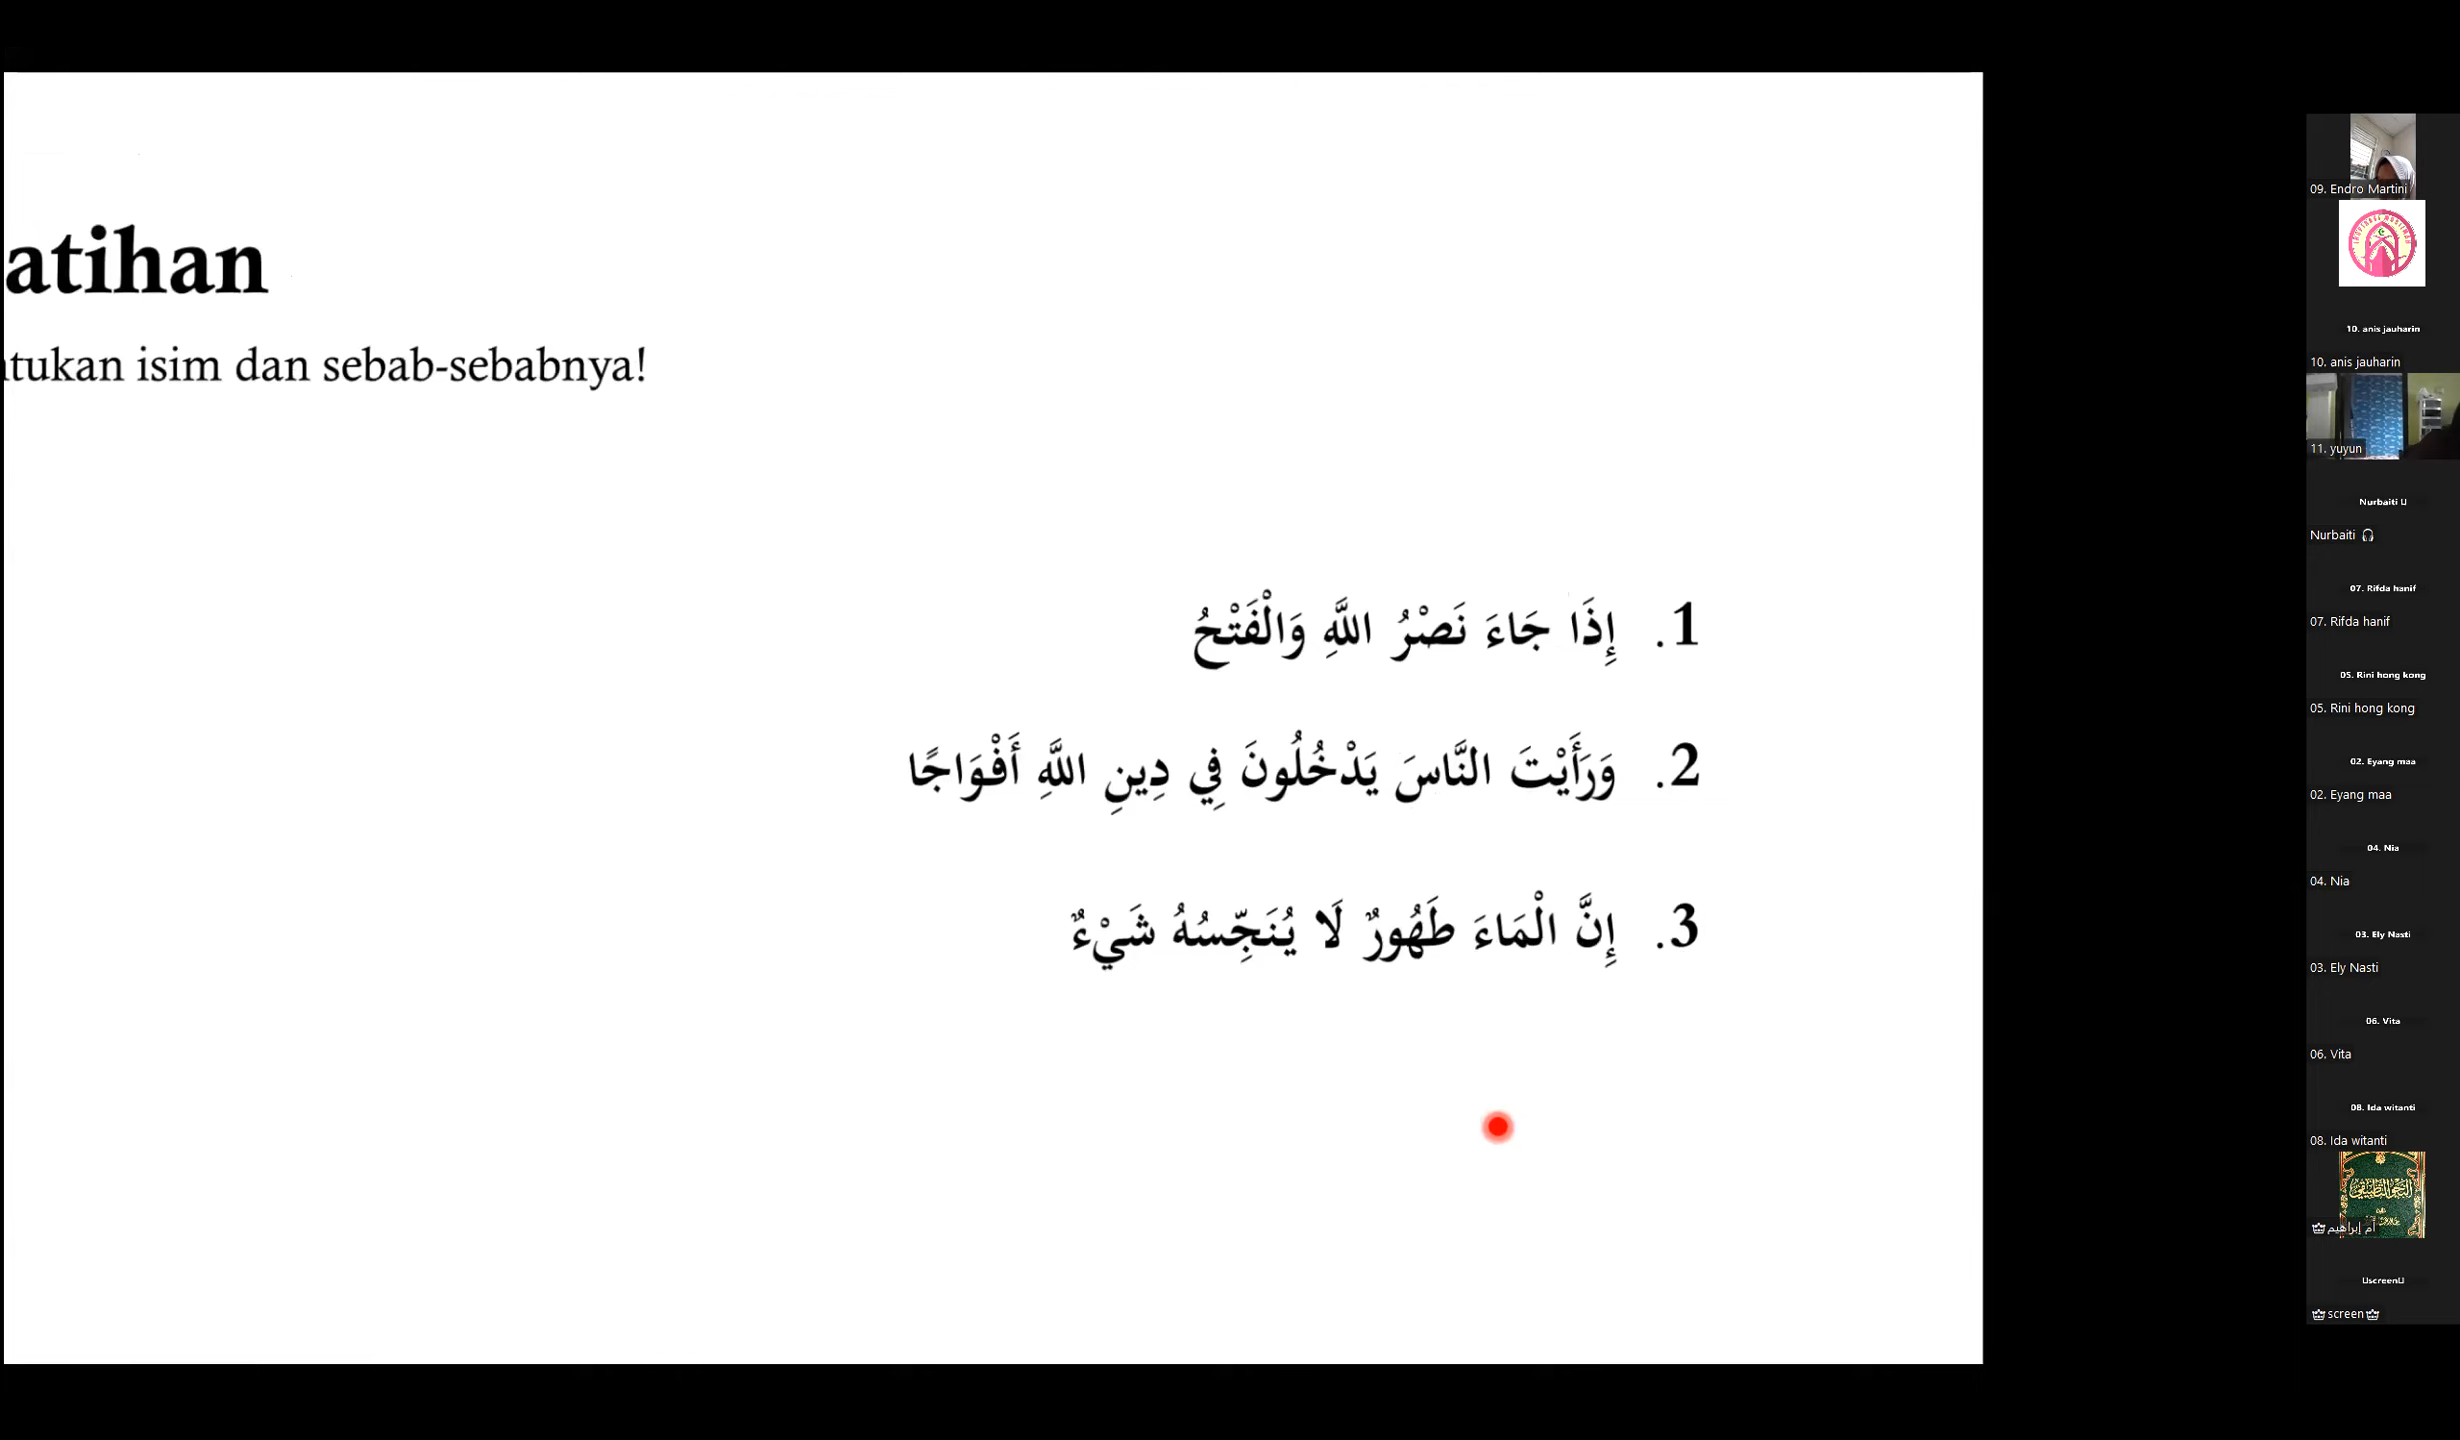 atihan
tukan isim dan sebab-sebabnya!
1. إِذَا جَاءَ نَصْرُ اللَّهِ وَالْفَتْحُ
2. وَرَأَيْتَ النَّاسَ يَدْخُلُونَ فِي دِينِ اللَّهِ أَفْوَاجًا
3. إِنَّ الْمَاءَ طَهُورٌ لَا يُنَجِّسُهُ شَيْءٌ
09. Endro Martini
10. anis jauharin
10. anis jauharin
11. yuyun
Nurbaiti
Nurbaiti 🎧
07. Rifda hanif
07. Rifda hanif
05. Rini hong kong
05. Rini hong kong
02. Eyang maa
02. Eyang maa
04. Nia
04. Nia
03. Ely Nasti
03. Ely Nasti
06. Vita
06. Vita
08. Ida witanti
08. Ida witanti
النحو التطبيقي
أم إبراهيم
screen
screen